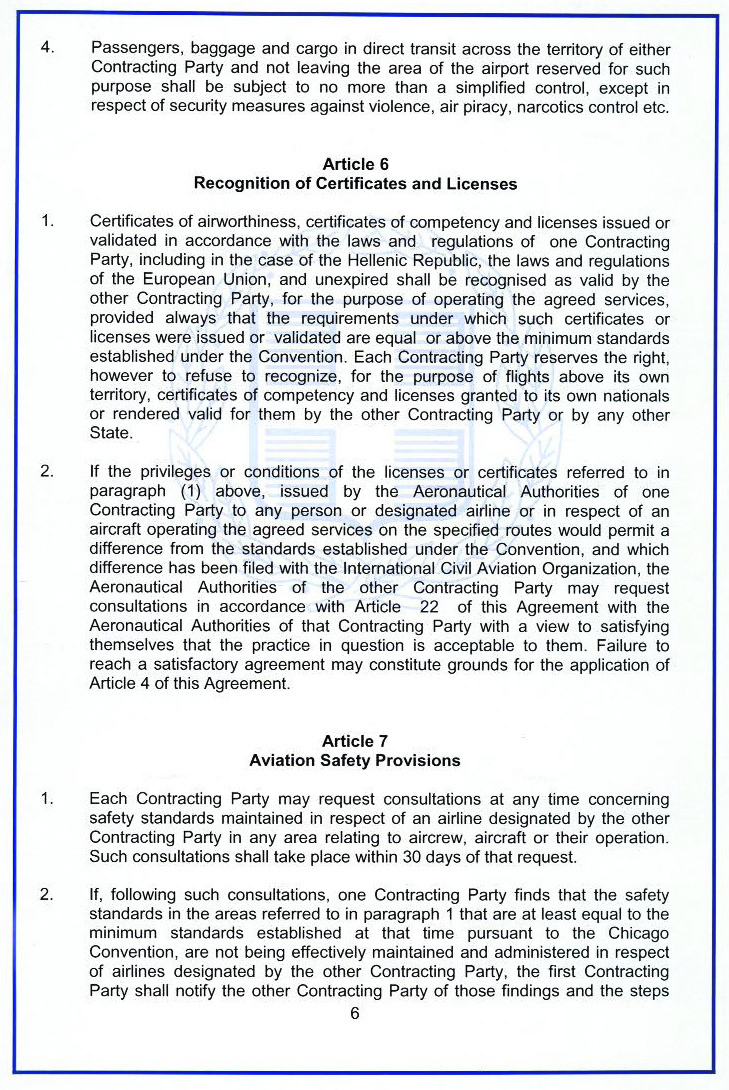 4. Passengers, baggage and cargo in direct transit across the territory of either
Contracting Party and not leaving the area of the airport reserved for such
purpose shall be subject to no more than a simplified control, except in
respect of security measures against violence, air piracy, narcotics control etc.
Article 6
Recognition of Certificates and Licenses
1. Certificates of airworthiness, certificates of competency and licenses issued or
validated in accordance with the laws and regulations of one Contracting
Party, including in the case of the Hellenic Republic, the laws and regulations
of the European Union, and unexpired shall be recognised as valid by the
other Contracting Party, for the purpose of operating the agreed services,
provided always that the requirements under which such certificates or
licenses were issued or validated are equal or above the minimum standards
established under the Convention. Each Contracting Party reserves the right,
however to refuse to recognize, for the purpose of flights above its own
territory, certificates of competency and licenses granted to its own nationals
or rendered valid for them by the other Contracting Party or by any other
State.
2. If the privileges or conditions of the licenses or certificates referred to in
paragraph (1) above, issued by the Aeronautical Authorities of one
Contracting Party to any person or designated airline or in respect of an
aircraft operating the agreed services on the specified routes would permit a
difference from the standards established under the Convention, and which
difference has been filed with the International Civil Aviation Organization, the
Aeronautical Authorities of the other Contracting Party may request
consultations in accordance with Article 22 of this Agreement with the
Aeronautical Authorities of that Contracting Party with a view to satisfying
themselves that the practice in question is acceptable to them. Failure to
reach a satisfactory agreement may constitute grounds for the application of
Article 4 of this Agreement.
Article 7
Aviation Safety Provisions
1. Each Contracting Party may request consultations at any time concerning
safety standards maintained in respect of an airline designated by the other
Contracting Party in any area relating to aircrew, aircraft or their operation.
Such consultations shall take place within 30 days of that request.
2. If, following such consultations, one Contracting Party finds that the safety
standards in the areas referred to in paragraph 1 that are at least equal to the
minimum standards established at that time pursuant to the Chicago
Convention, are not being effectively maintained and administered in respect
of airlines designated by the other Contracting Party, the first Contracting
Party shall notify the other Contracting Party of those findings and the steps
6